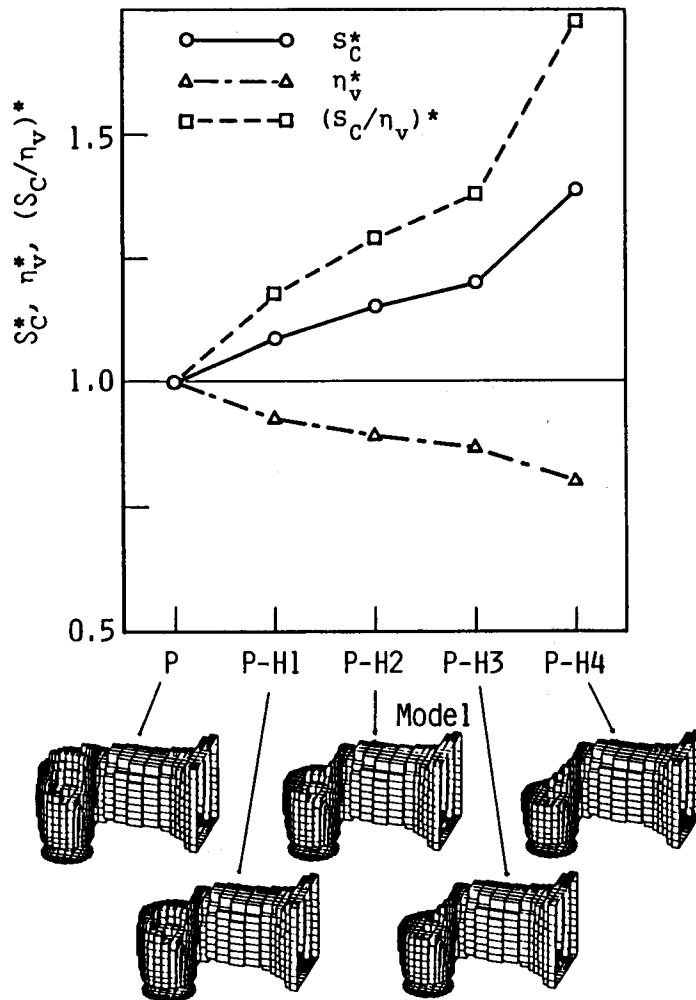 S*C
η*v
(SC/ηv)*
S*C, η*v, (SC/ηv)*
1.5
1.0
0.5
P P-H1 P-H2 P-H3 P-H4
Model